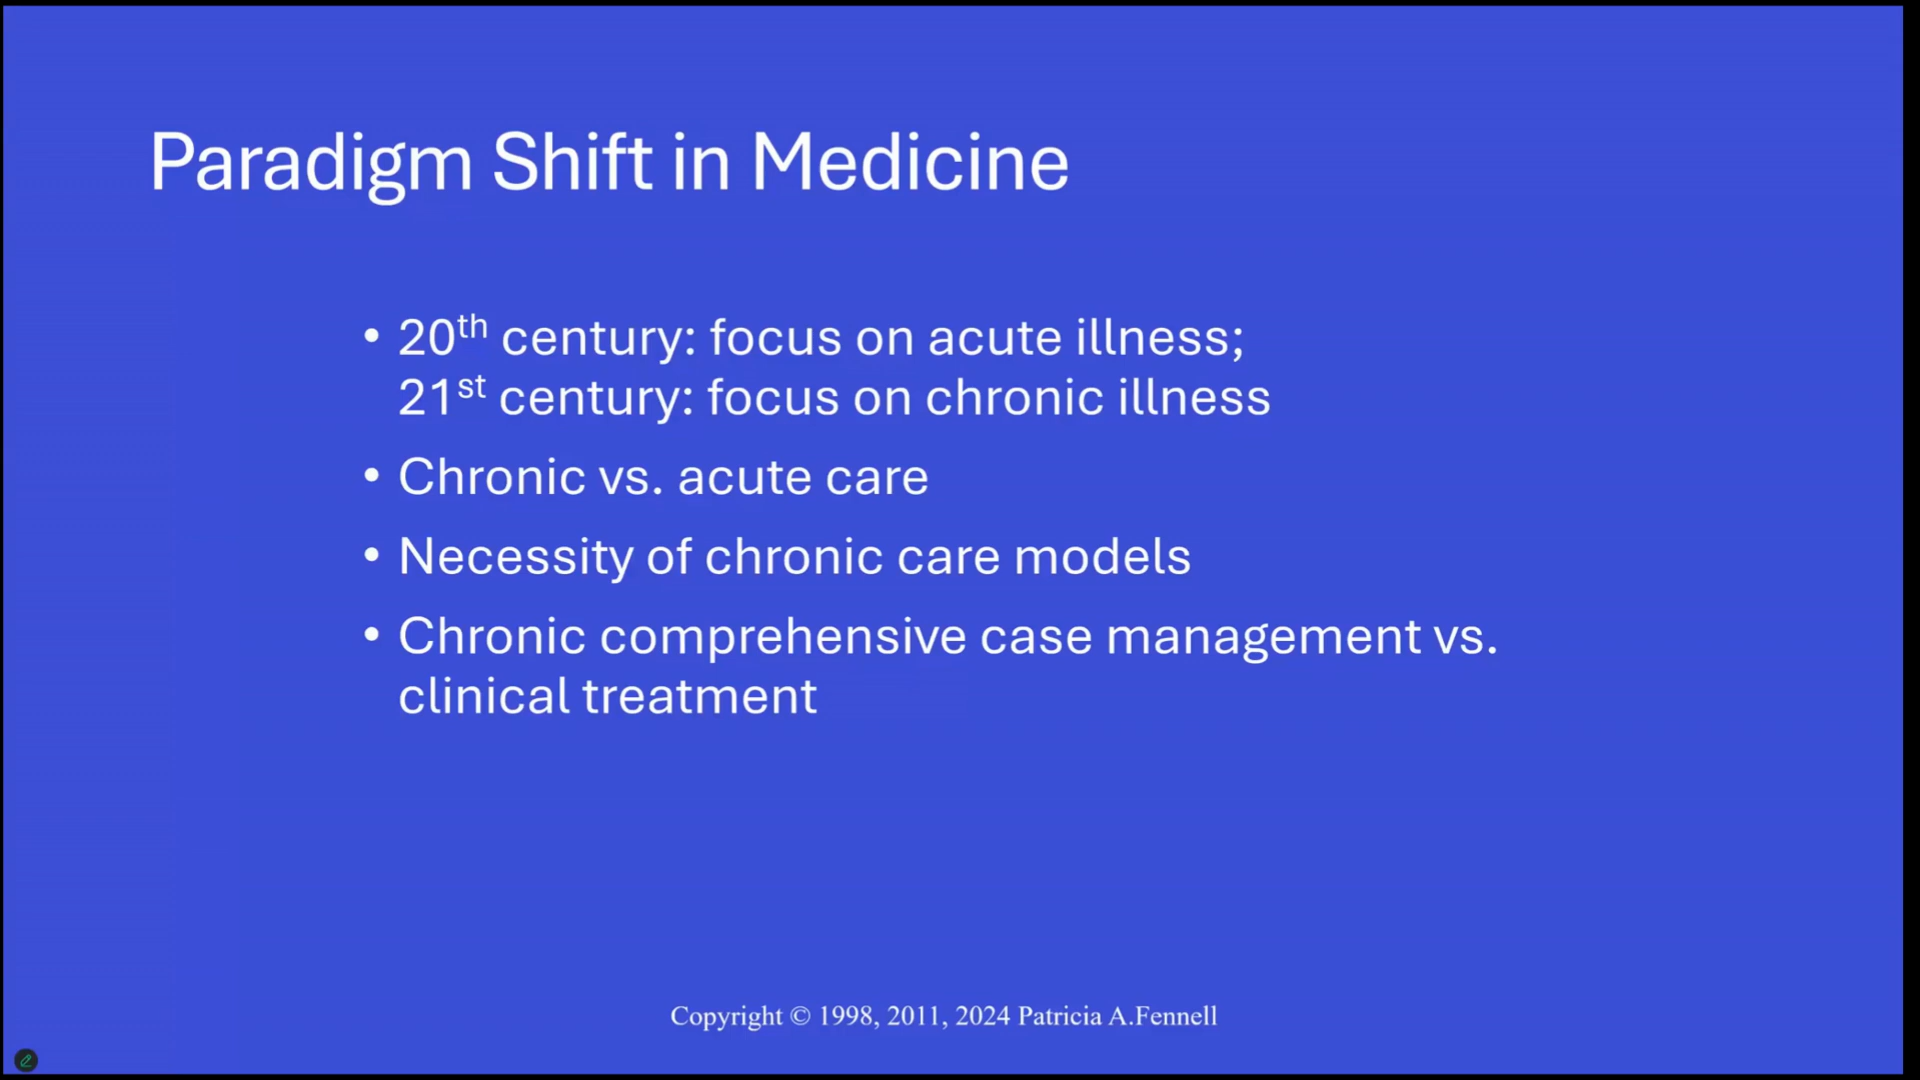 Paradigm Shift in Medicine
• 20th century: focus on acute illness;
21st century: focus on chronic illness
• Chronic vs. acute care
• Necessity of chronic care models
• Chronic comprehensive case management vs.
clinical treatment
Copyright © 1998, 2011, 2024 Patricia A.Fennell